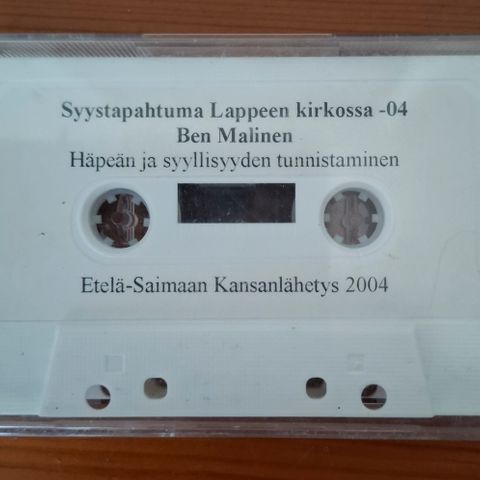 Syystapahtuma Lappeen kirkossa -04
Ben Malinen
Häpeän ja syyllisyyden tunnistaminen
Etelä-Saimaan Kansanlähetys 2004